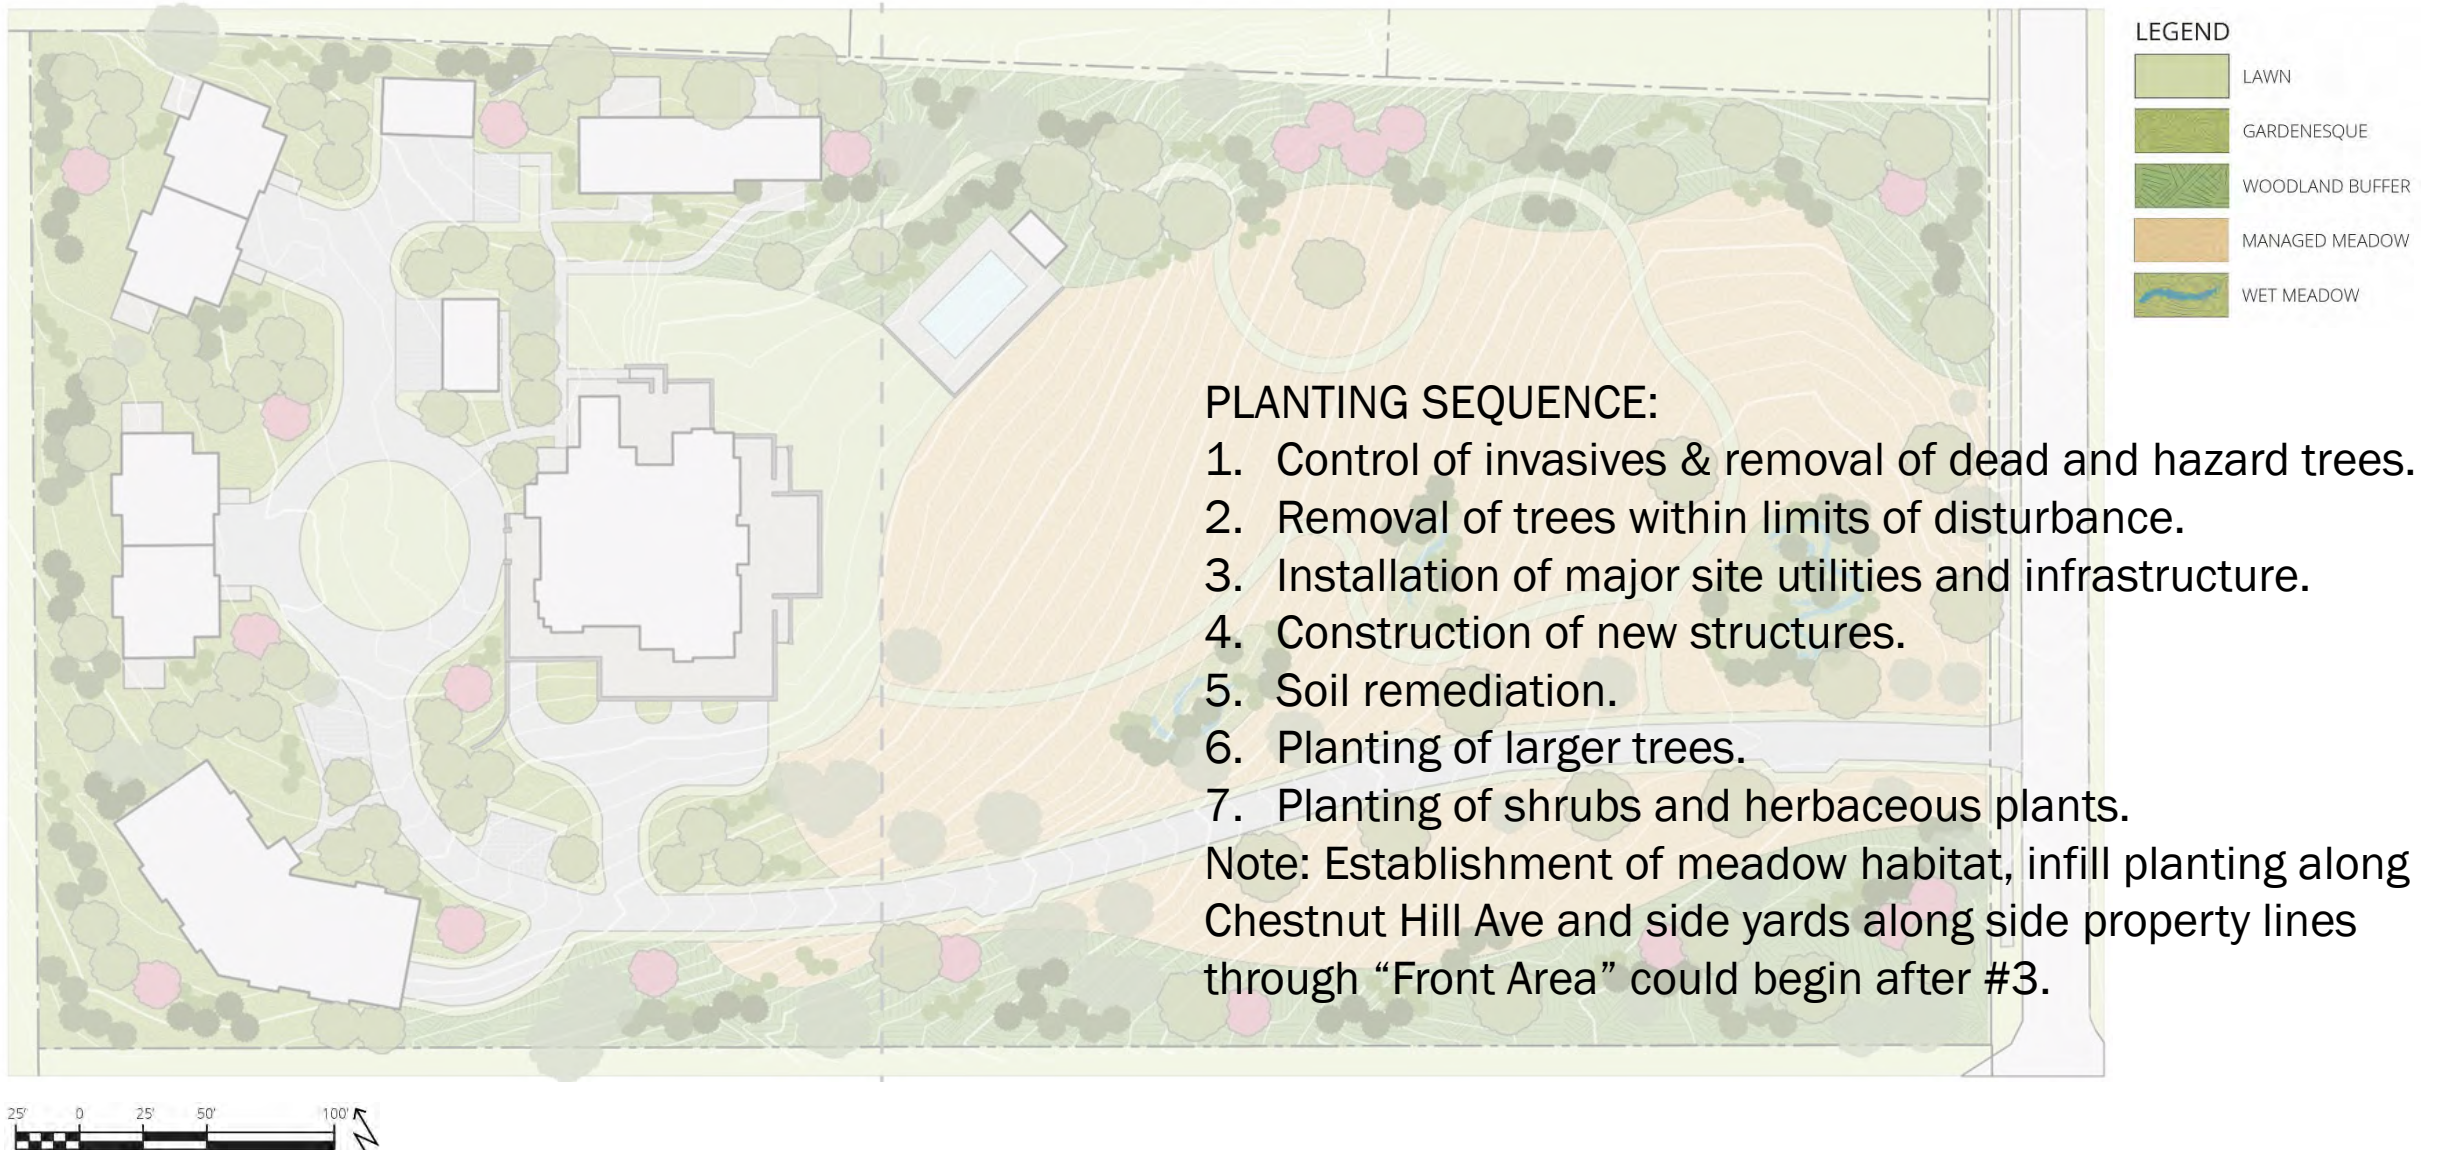 LEGEND
LAWN
GARDENESQUE
WOODLAND BUFFER
MANAGED MEADOW
WET MEADOW
PLANTING SEQUENCE:
1. Control of invasives & removal of dead and hazard trees.
2. Removal of trees within limits of disturbance.
3. Installation of major site utilities and infrastructure.
4. Construction of new structures.
5. Soil remediation.
6. Planting of larger trees.
7. Planting of shrubs and herbaceous plants.
Note: Establishment of meadow habitat, infill planting along
Chestnut Hill Ave and side yards along side property lines
through “Front Area” could begin after #3.
25' 0 25' 50' 100' N